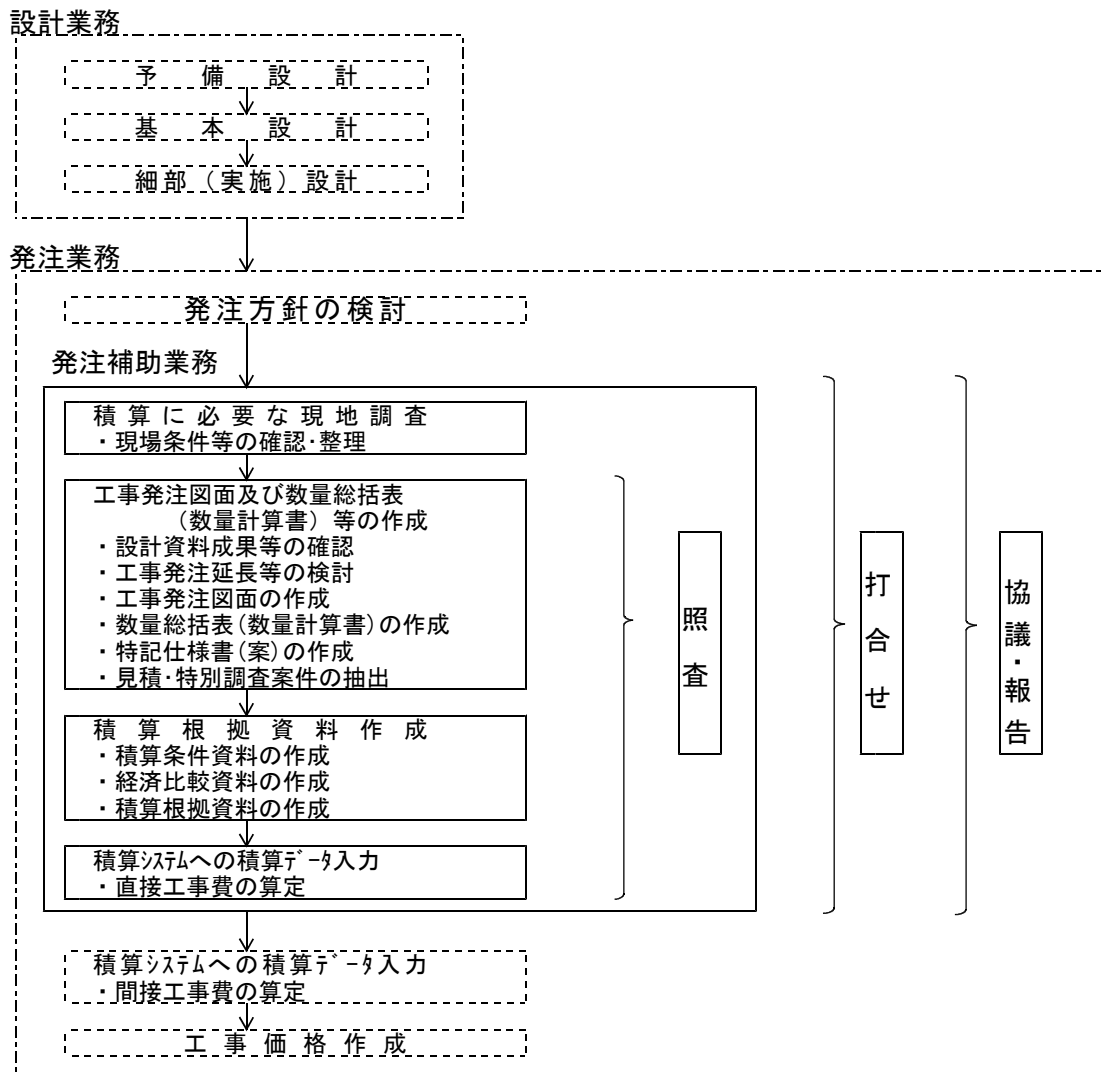 設計業務
予備設計
基本設計
細部（実施）設計
発注業務
発注方針の検討
発注補助業務
積算に必要な現地調査
・現場条件等の確認･整理
工事発注図面及び数量総括表
（数量計算書）等の作成
・設計資料成果等の確認
・工事発注延長等の検討
・工事発注図面の作成
・数量総括表(数量計算書)の作成
・特記仕様書(案)の作成
・見積･特別調査案件の抽出
積算根拠資料作成
・積算条件資料の作成
・経済比較資料の作成
・積算根拠資料の作成
積算ｼｽﾃﾑへの積算ﾃﾞｰﾀ入力
・直接工事費の算定
照査
打合せ
協議・報告
積算ｼｽﾃﾑへの積算ﾃﾞｰﾀ入力
・間接工事費の算定
工事価格作成